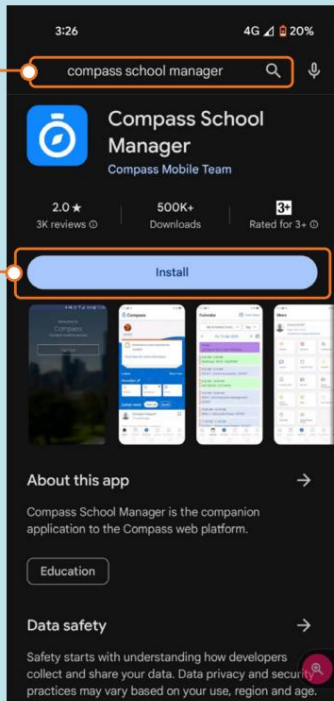 3:26 4G 20%
compass school manager
Compass School
Manager
Compass Mobile Team
2.0 ★ 500K+ 3+
3K reviews Downloads Rated for 3+
Install
Compass
About this app
Compass School Manager is the companion
application to the Compass web platform.
Education
Data safety
Safety starts with understanding how developers
collect and share your data. Data privacy and security
practices may vary based on your use, region and age.